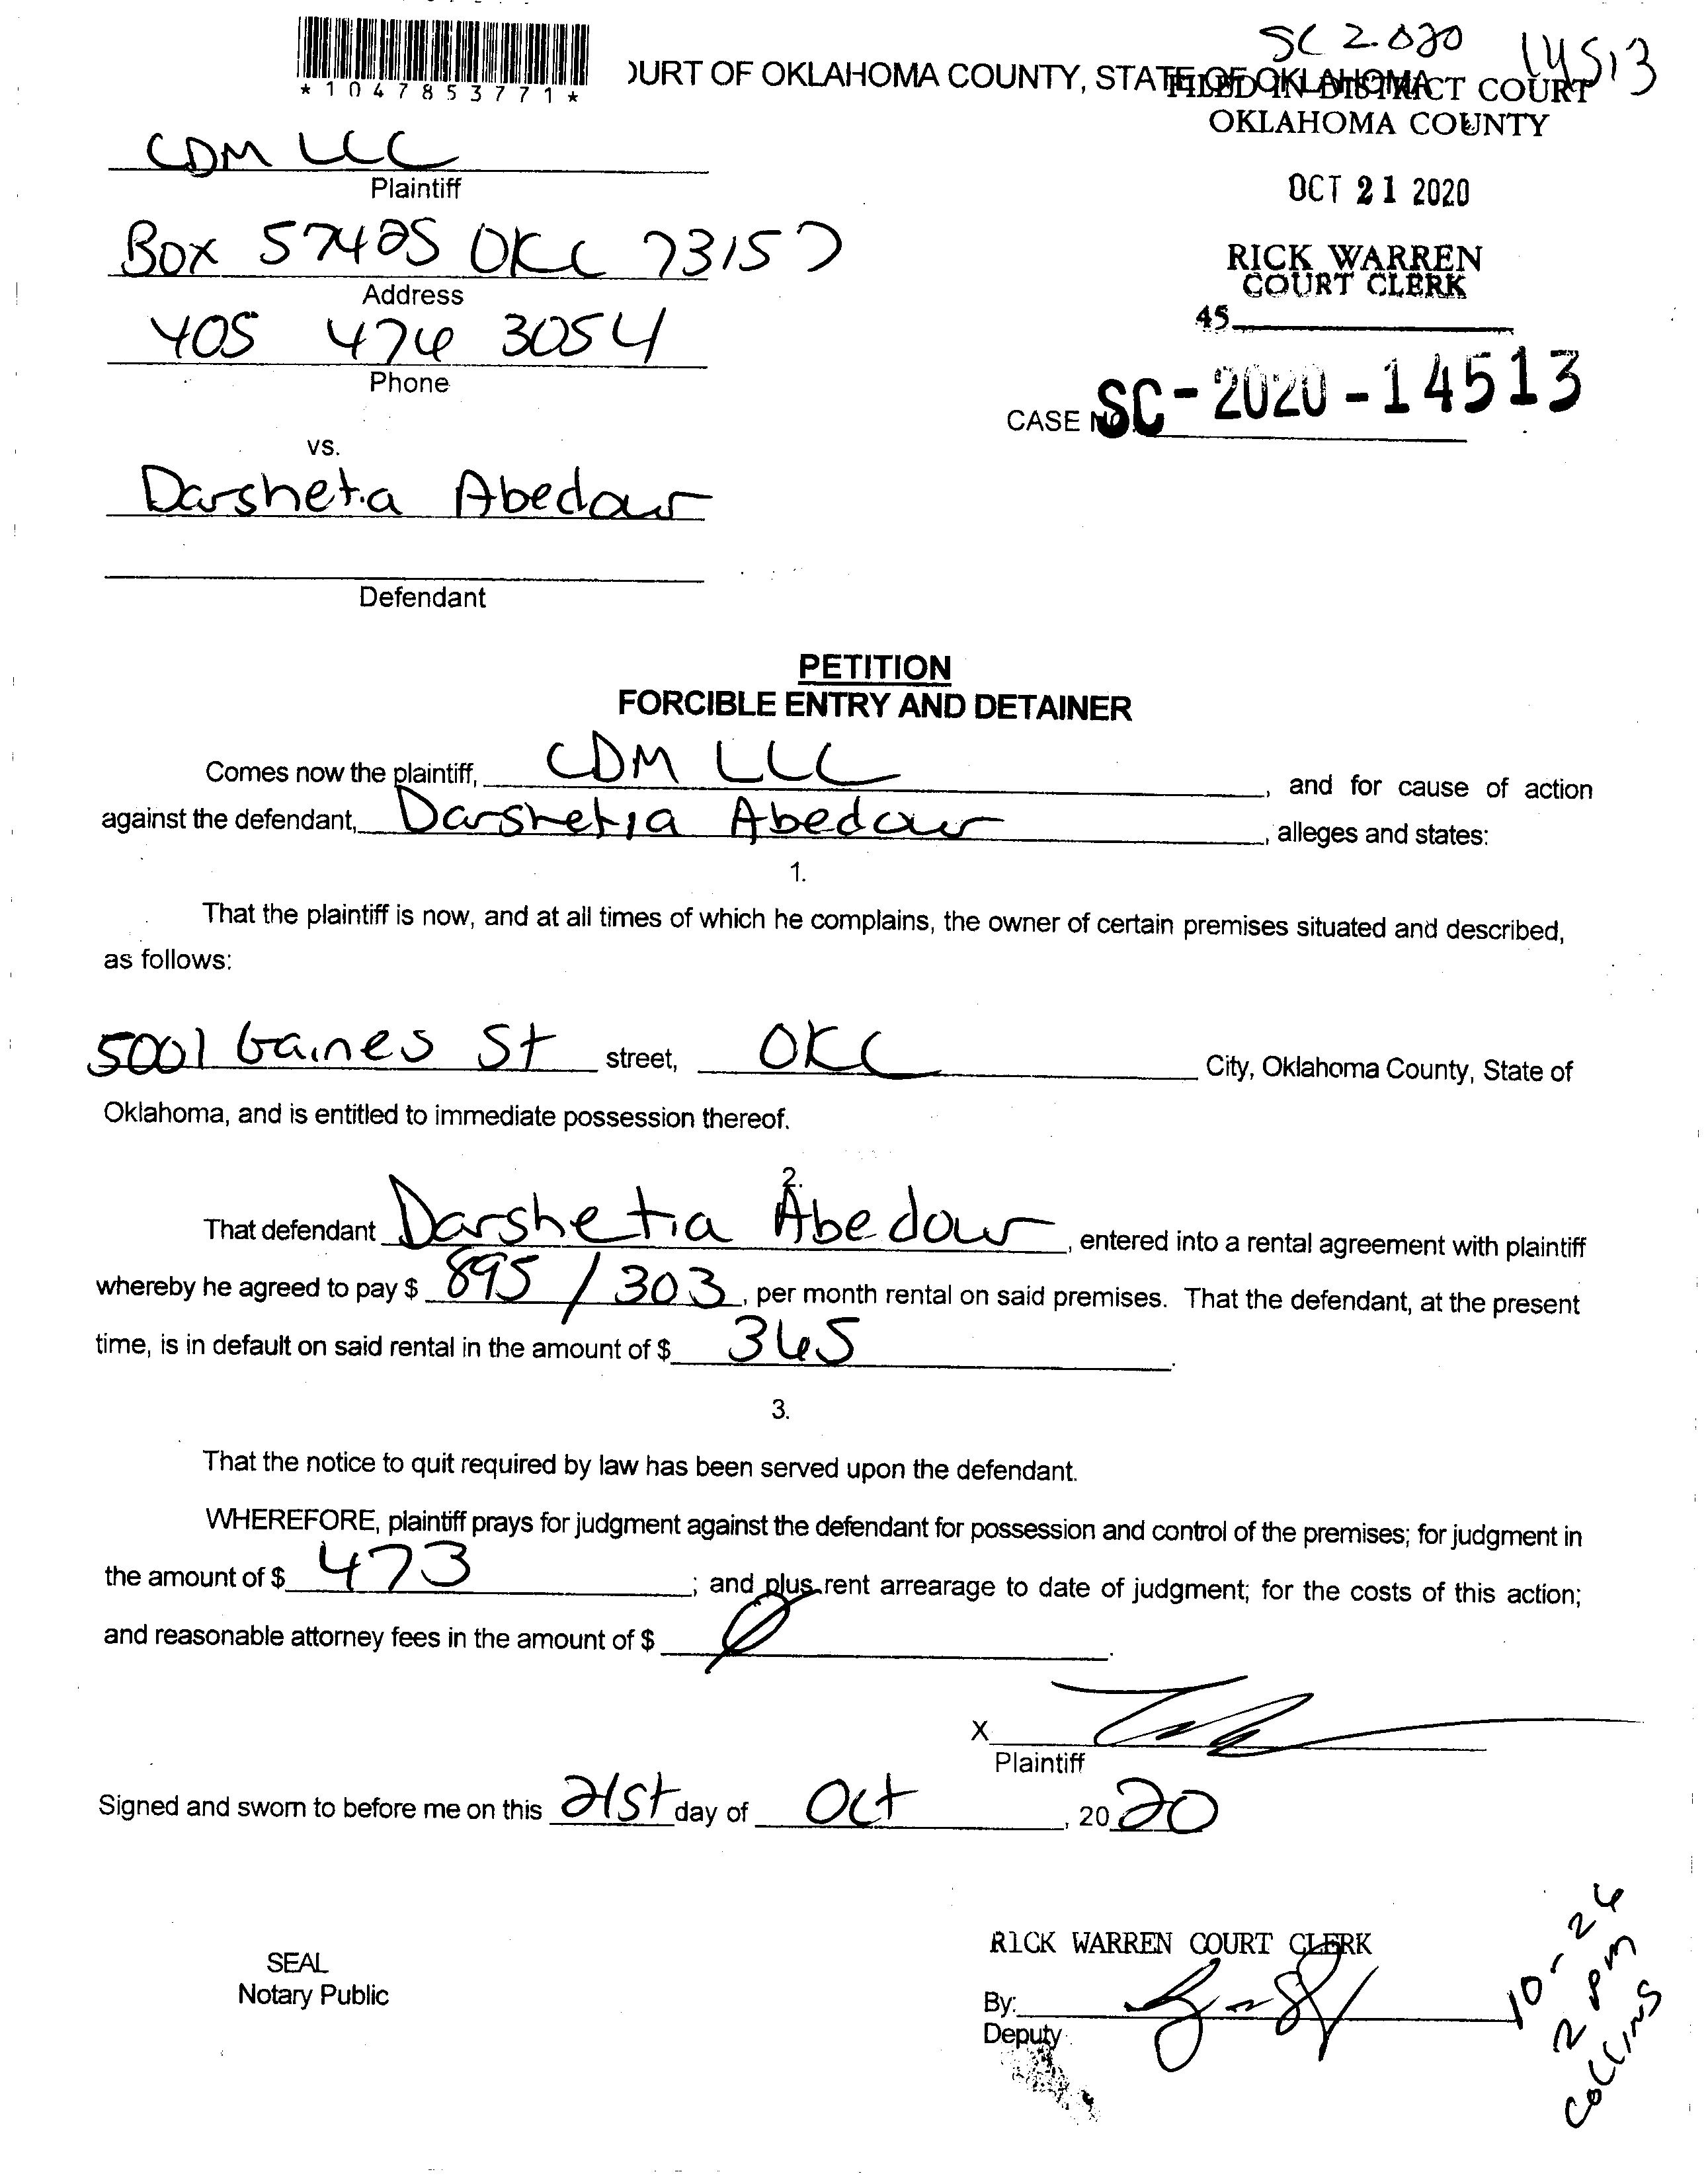 SC 2020 14513
*1047853771*
OURT OF OKLAHOMA COUNTY, STATE OF OKLAHOMA
FILED IN DISTRICT COURT
OKLAHOMA COUNTY
CDM LLC
Plaintiff
OCT 21 2020
Box 57425 OKC 73157
Address
RICK WARREN
COURT CLERK
45
405 474 3054
Phone
CASE NO. SC-2020-14513
vs.
Darshetia Abedour
Defendant
PETITION
FORCIBLE ENTRY AND DETAINER
Comes now the plaintiff, CDM LLC, and for cause of action
against the defendant, Darshetia Abedour, alleges and states:
1.
That the plaintiff is now, and at all times of which he complains, the owner of certain premises situated and described,
as follows:
5001 Gaines St street, OKC City, Oklahoma County, State of
Oklahoma, and is entitled to immediate possession thereof.
2.
That defendant Darshetia Abedour, entered into a rental agreement with plaintiff
whereby he agreed to pay $ 895 / 303, per month rental on said premises. That the defendant, at the present
time, is in default on said rental in the amount of $ 365.
3.
That the notice to quit required by law has been served upon the defendant.
WHEREFORE, plaintiff prays for judgment against the defendant for possession and control of the premises; for judgment in
the amount of $ 473; and plus rent arrearage to date of judgment; for the costs of this action;
and reasonable attorney fees in the amount of $ Ø.
X
Plaintiff
Signed and sworn to before me on this 21st day of Oct, 2020
RICK WARREN COURT CLERK
SEAL
Notary Public
By:
Deputy
10-26
2 pm
Collins